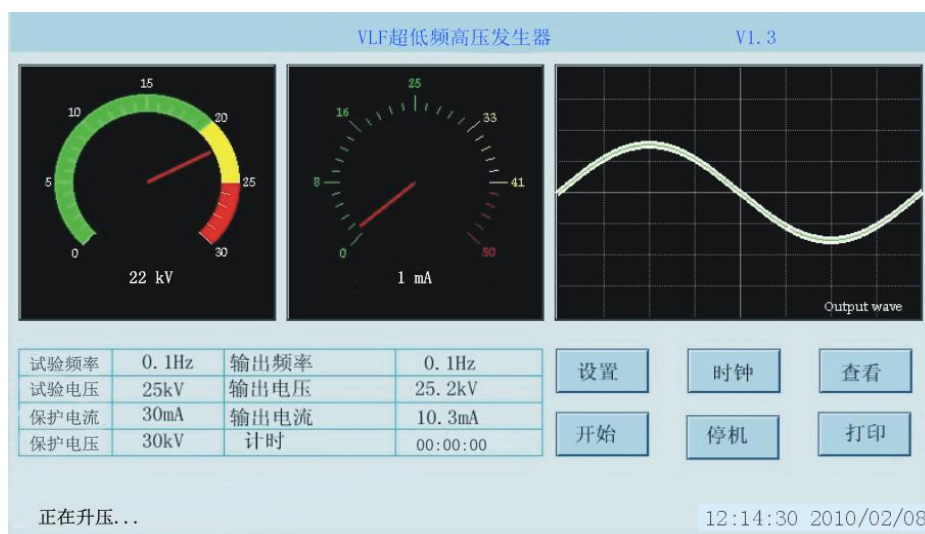 VLF超低频高压发生器 V1.3
15
10 20
5 25
0 30
22 kV
25
16 33
8 41
0 50
1 mA
Output wave
试验频率 0.1Hz 输出频率 0.1Hz
试验电压 25kV 输出电压 25.2kV
保护电流 30mA 输出电流 10.3mA
保护电压 30kV 计时 00:00:00
设置 时钟 查看
开始 停机 打印
正在升压...
12:14:30 2010/02/08